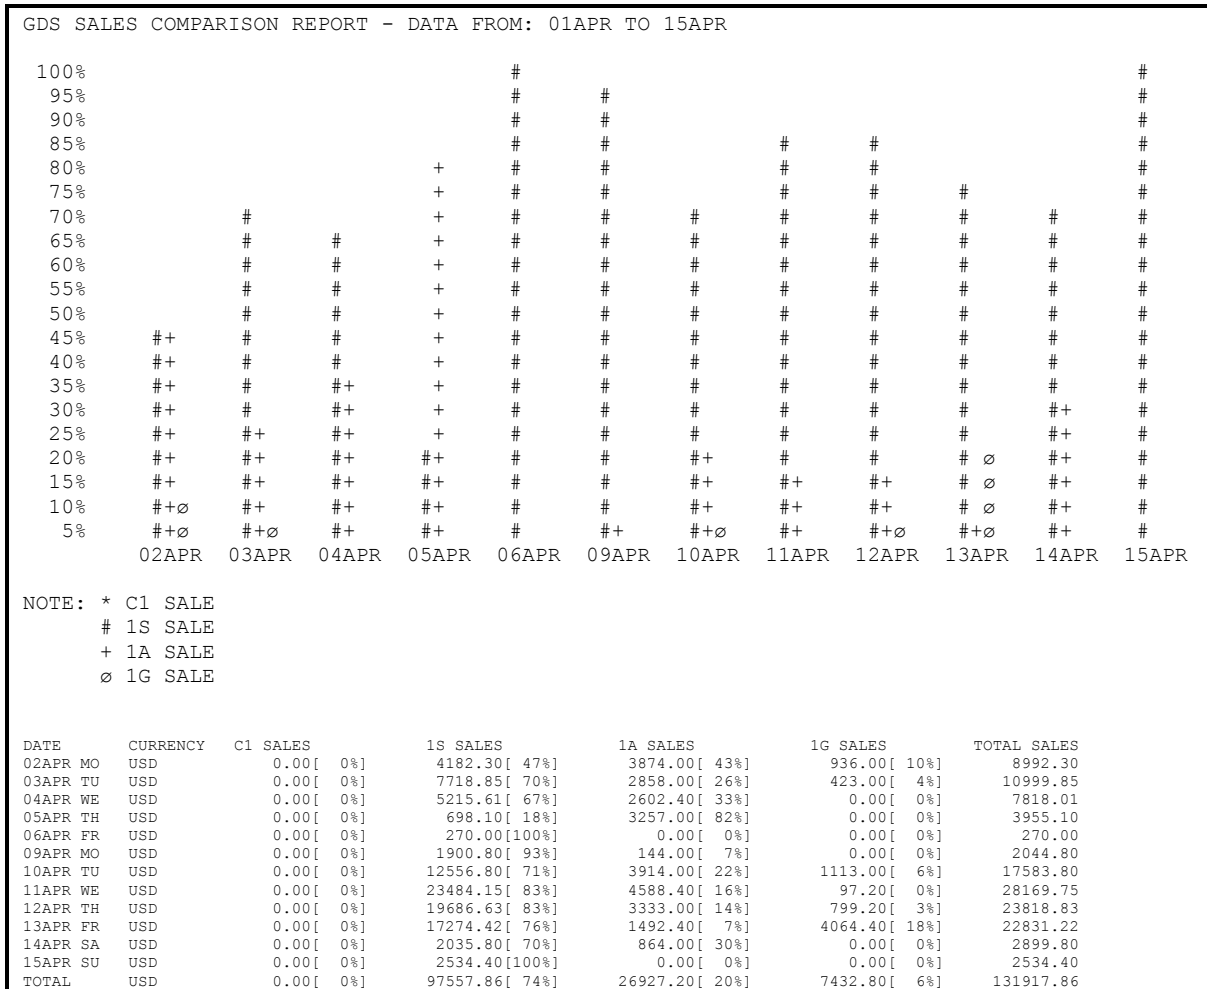 GDS SALES COMPARISON REPORT - DATA FROM: 01APR TO 15APR
100% # #
95% # # #
90% # # #
85% # # # # #
80% + # # # # #
75% + # # # # # #
70% # + # # # # # # # #
65% # # + # # # # # # # #
60% # # + # # # # # # # #
55% # # + # # # # # # # #
50% # # + # # # # # # # #
45% #+ # # + # # # # # # # #
40% #+ # # + # # # # # # # #
35% #+ # #+ + # # # # # # # #
30% #+ # #+ + # # # # # # #+ #
25% #+ #+ #+ + # # # # # # #+ #
20% #+ #+ #+ #+ # # #+ # # # ∅ #+ #
15% #+ #+ #+ #+ # # #+ #+ #+ # ∅ #+ #
10% #+∅ #+ #+ #+ # # #+ #+ #+ # ∅ #+ #
5% #+∅ #+∅ #+ #+ # #+ #+∅ #+ #+∅ #+∅ #+ #
02APR 03APR 04APR 05APR 06APR 09APR 10APR 11APR 12APR 13APR 14APR 15APR
NOTE: * C1 SALE
# 1S SALE
+ 1A SALE
∅ 1G SALE
DATE CURRENCY C1 SALES 1S SALES 1A SALES 1G SALES TOTAL SALES
02APR MO USD 0.00[ 0%] 4182.30[ 47%] 3874.00[ 43%] 936.00[ 10%] 8992.30
03APR TU USD 0.00[ 0%] 7718.85[ 70%] 2858.00[ 26%] 423.00[ 4%] 10999.85
04APR WE USD 0.00[ 0%] 5215.61[ 67%] 2602.40[ 33%] 0.00[ 0%] 7818.01
05APR TH USD 0.00[ 0%] 698.10[ 18%] 3257.00[ 82%] 0.00[ 0%] 3955.10
06APR FR USD 0.00[ 0%] 270.00[100%] 0.00[ 0%] 0.00[ 0%] 270.00
09APR MO USD 0.00[ 0%] 1900.80[ 93%] 144.00[ 7%] 0.00[ 0%] 2044.80
10APR TU USD 0.00[ 0%] 12556.80[ 71%] 3914.00[ 22%] 1113.00[ 6%] 17583.80
11APR WE USD 0.00[ 0%] 23484.15[ 83%] 4588.40[ 16%] 97.20[ 0%] 28169.75
12APR TH USD 0.00[ 0%] 19686.63[ 83%] 3333.00[ 14%] 799.20[ 3%] 23818.83
13APR FR USD 0.00[ 0%] 17274.42[ 76%] 1492.40[ 7%] 4064.40[ 18%] 22831.22
14APR SA USD 0.00[ 0%] 2035.80[ 70%] 864.00[ 30%] 0.00[ 0%] 2899.80
15APR SU USD 0.00[ 0%] 2534.40[100%] 0.00[ 0%] 0.00[ 0%] 2534.40
TOTAL USD 0.00[ 0%] 97557.86[ 74%] 26927.20[ 20%] 7432.80[ 6%] 131917.86